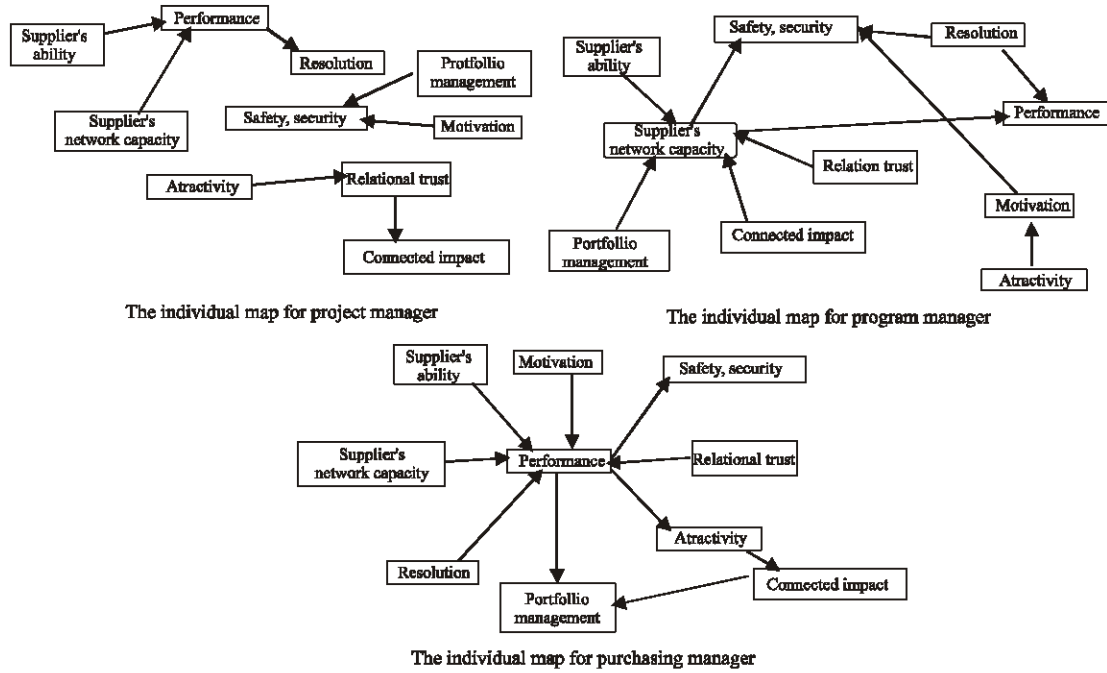 Performance
Supplier's
ability
Resolution
Protfollio
management
Supplier's
network capacity
Safety, security
Motivation
Atractivity
Relational trust
Connected impact
The individual map for project manager
Safety, security
Resolution
Supplier's
ability
Performance
Supplier's
network capacity
Relation trust
Motivation
Portfollio
management
Connected impact
Atractivity
The individual map for program manager
Supplier's
ability
Motivation
Safety, security
Supplier's
network capacity
Performance
Relational trust
Atractivity
Resolution
Connected impact
Portfollio
management
The individual map for purchasing manager